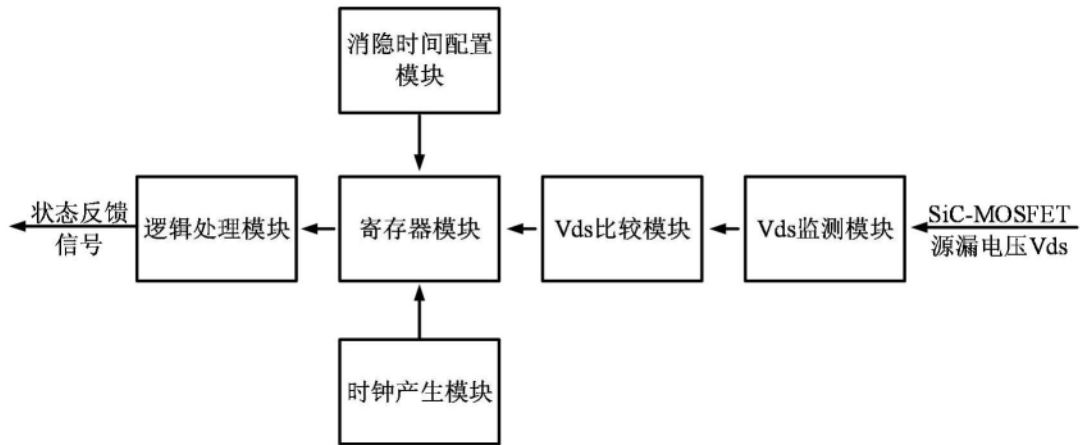 消隐时间配置
模块
状态反馈
信号
逻辑处理模块
寄存器模块
Vds比较模块
Vds监测模块
SiC-MOSFET
源漏电压Vds
时钟产生模块